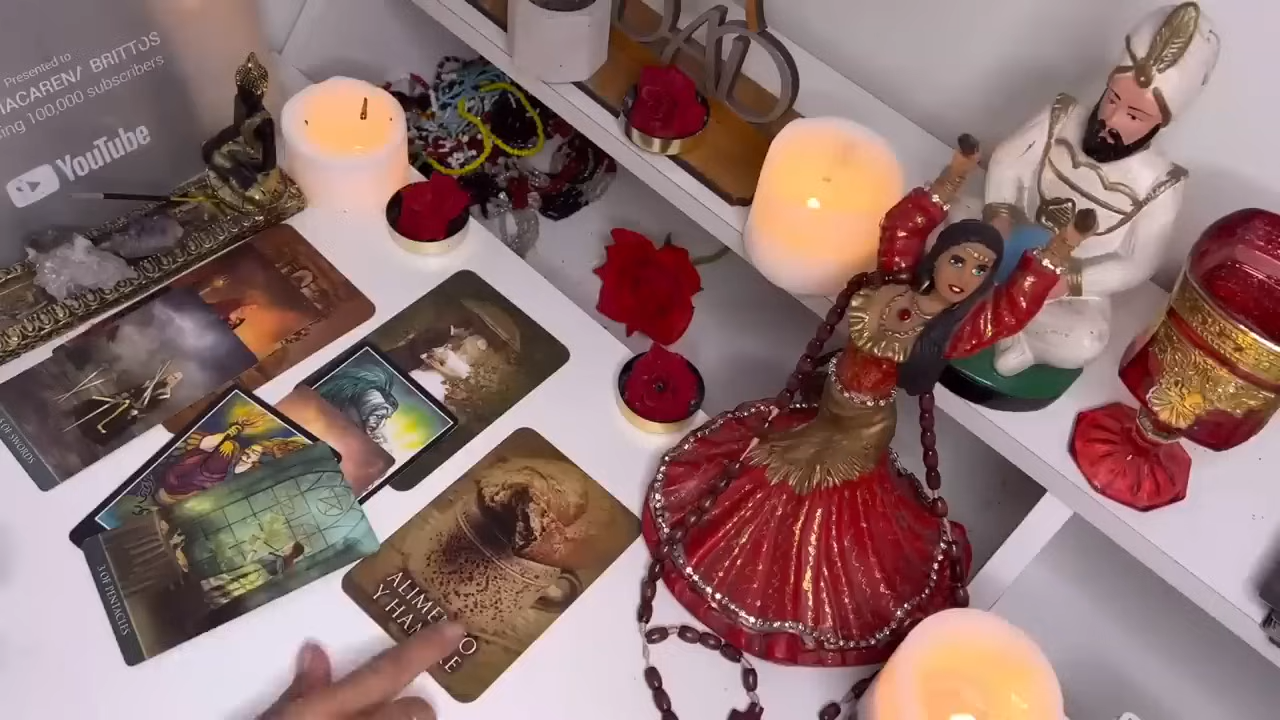 Presented to
MACARENA BRITTOS
100,000 subscribers
YouTube
OF SWORDS
3 OF PENTACLES
ALIMENTO
Y HAMBRE